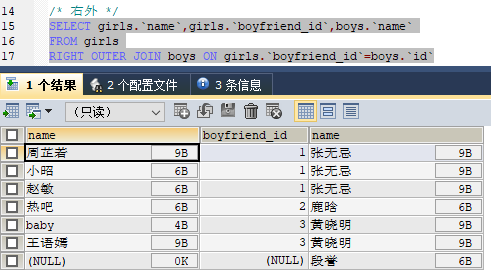 14 /* 右外 */
15 SELECT girls.`name`,girls.`boyfriend_id`,boys.`name`
16 FROM girls
17 RIGHT OUTER JOIN boys ON girls.`boyfriend_id`=boys.`id`
1 个结果 2 个配置文件 3 条信息
(只读)
name boyfriend_id name
周芷若 9B 1 张无忌 9B
小昭 6B 1 张无忌 9B
赵敏 6B 1 张无忌 9B
热吧 6B 2 鹿晗 6B
baby 4B 3 黄晓明 9B
王语嫣 9B 3 黄晓明 9B
(NULL) 0K (NULL) 段誉 6B